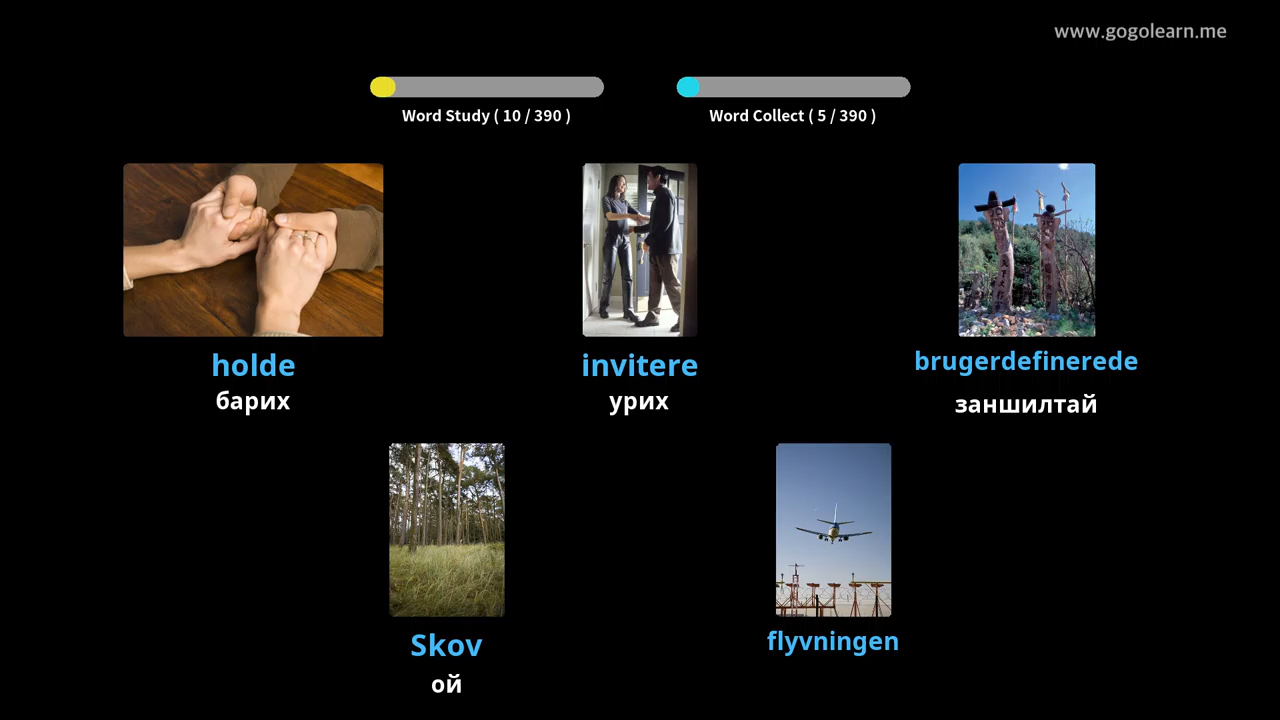 www.gogolearn.me
Word Study ( 10 / 390 )
Word Collect ( 5 / 390 )
holde
барих
invitere
урих
brugerdefinerede
заншилтай
Skov
ой
flyvningen